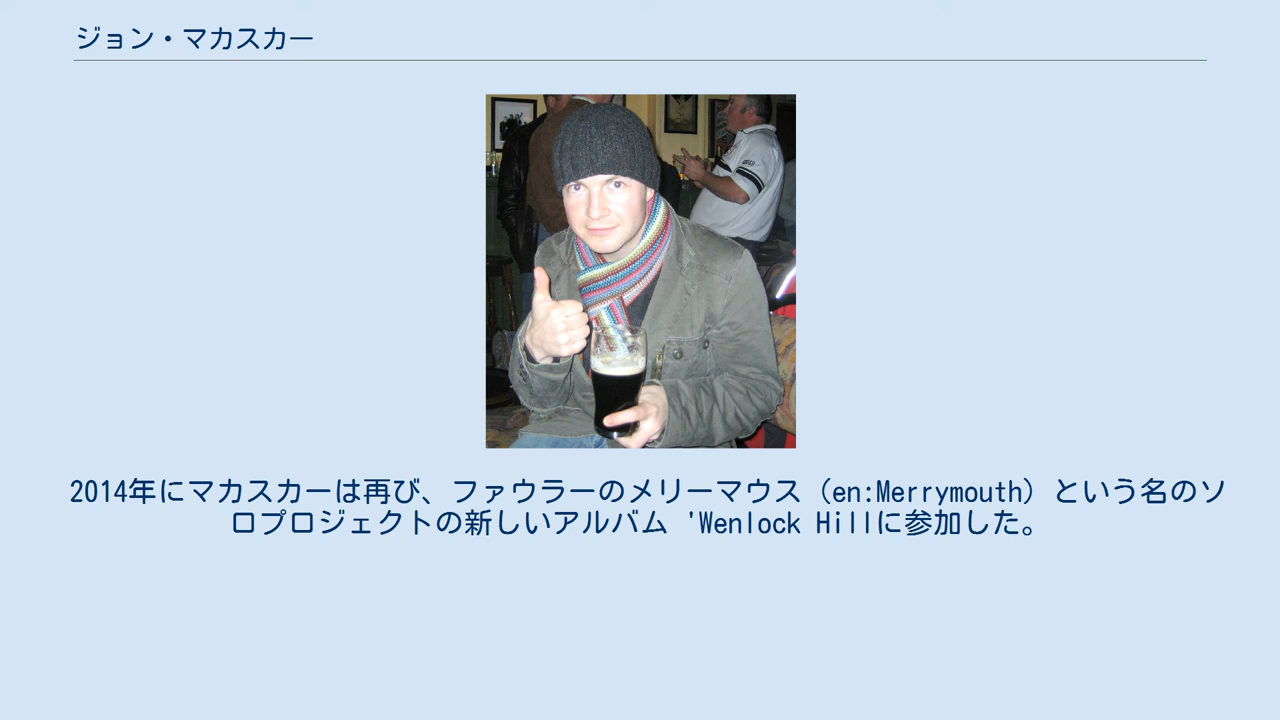 ジョン・マカスカー
2014年にマカスカーは再び、ファウラーのメリーマウス（en:Merrymouth）という名のソ
ロプロジェクトの新しいアルバム 'Wenlock Hillに参加した。